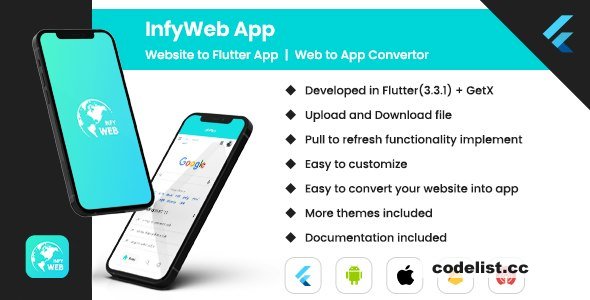 InfyWeb App
Website to Flutter App | Web to App Convertor
Developed in Flutter(3.3.1) + GetX
Upload and Download file
Pull to refresh functionality implement
Easy to customize
Easy to convert your website into app
More themes included
Documentation included
INFY
WEB
Google
INFY
WEB
codelist.cc